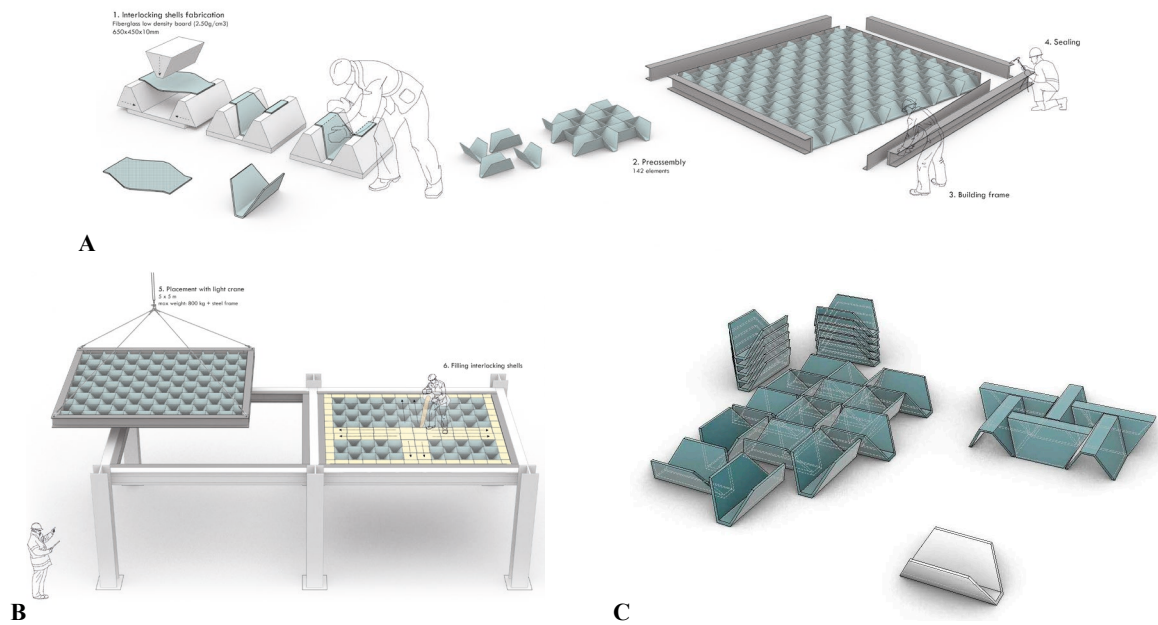 1. Interlocking shells fabrication
Fiberglass low density board (2.50g/cm3)
650x450x10mm
4. Sealing
2. Preassembly
142 elements
3. Building frame
A
5. Placement with light crane
5 x 5 m
max weight: 800 kg + steel frame
6. Filling interlocking shells
B
C